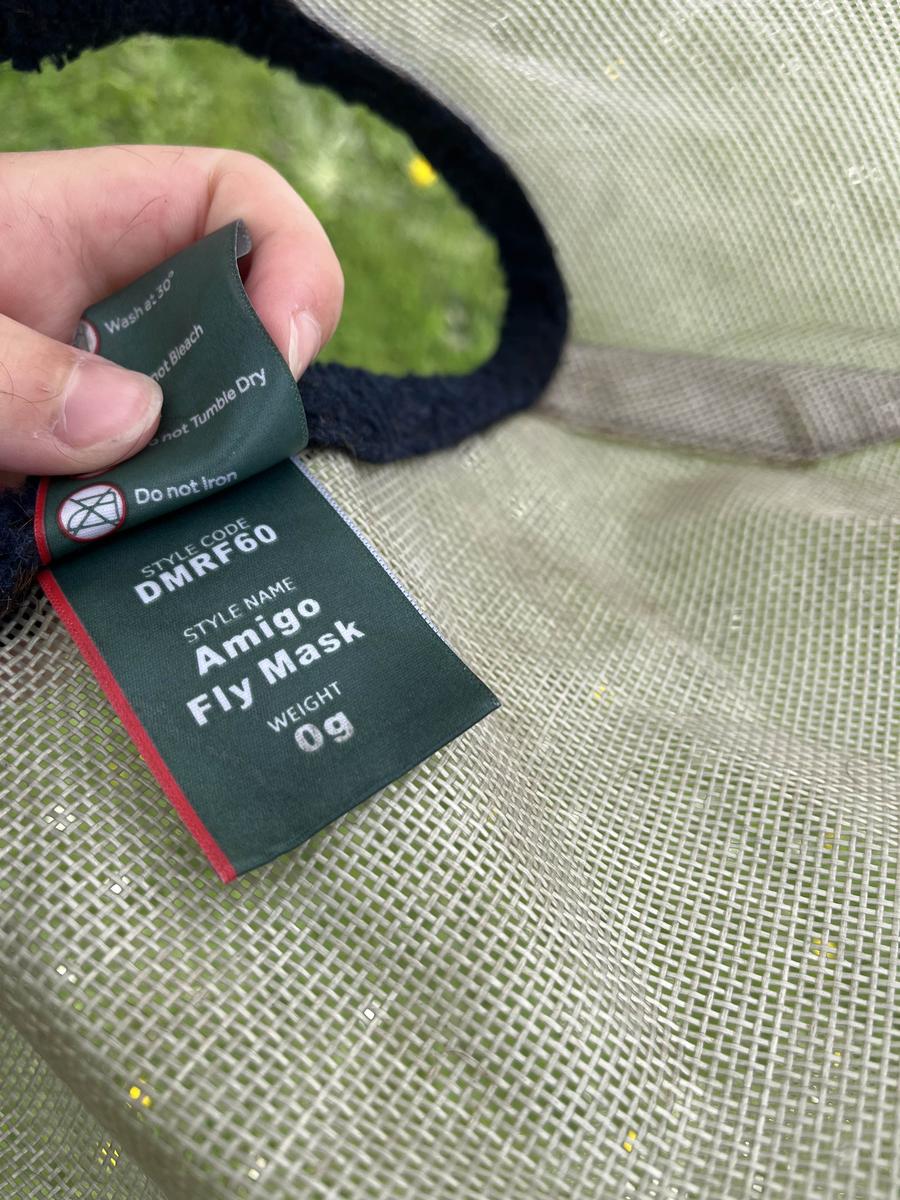 Wash at 30°
not Bleach
not Tumble Dry
Do not Iron
STYLE CODE
DMRF60
STYLE NAME
Amigo
Fly Mask
WEIGHT
0g